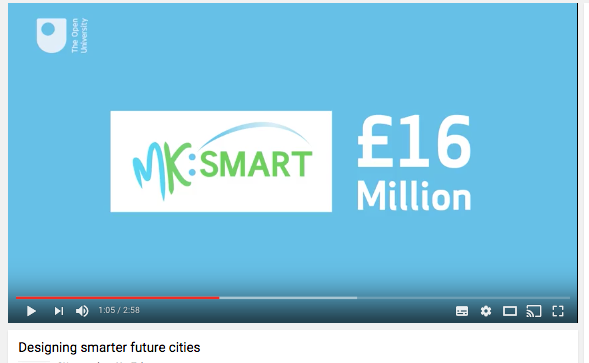 The Open
University
MK:SMART
£16
Million
1:05 / 2:58
Designing smarter future cities